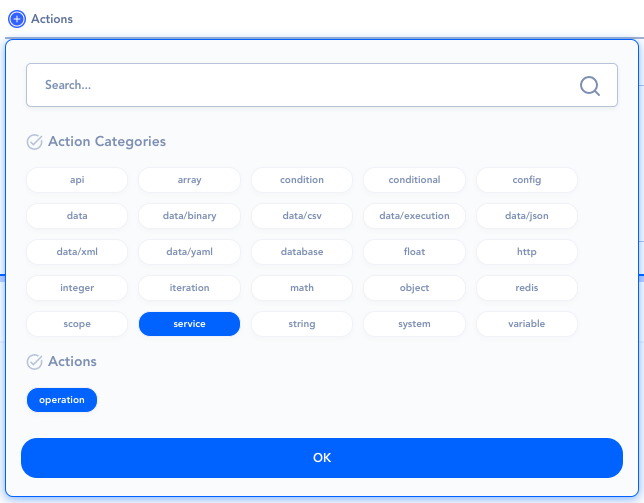 Actions
Search...
Action Categories
api array condition conditional config
data data/binary data/csv data/execution data/json
data/xml data/yaml database float http
integer iteration math object redis
scope service string system variable
Actions
operation
OK